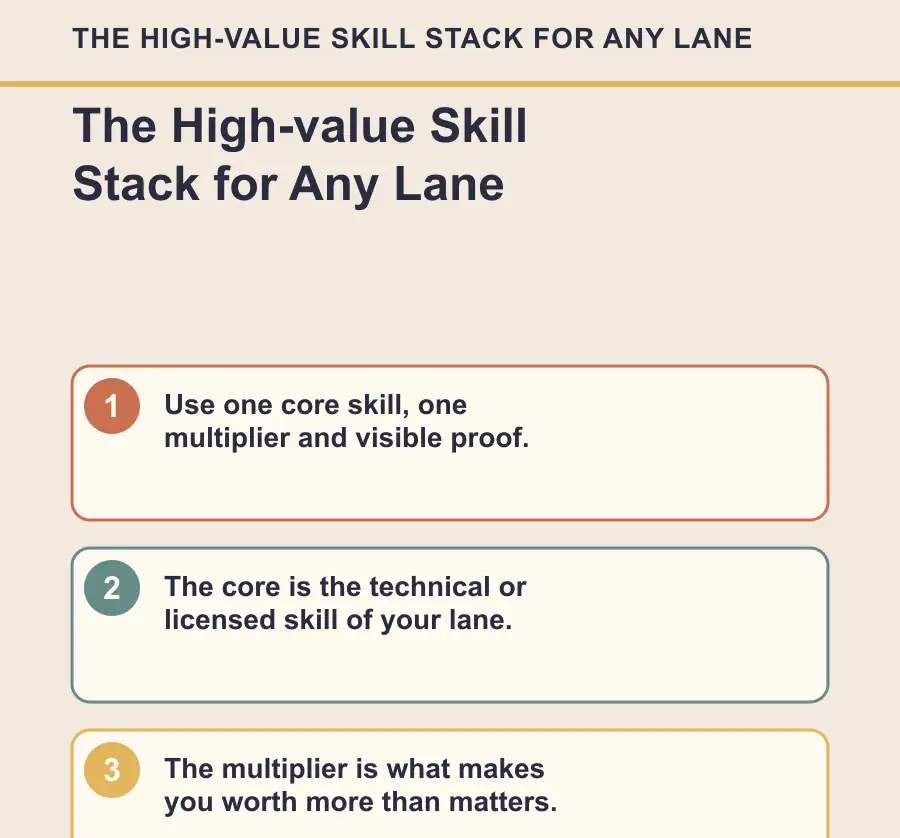 THE HIGH-VALUE SKILL STACK FOR ANY LANE
The High-value Skill
Stack for Any Lane
1
Use one core skill, one
multiplier and visible proof.
2
The core is the technical or
licensed skill of your lane.
3
The multiplier is what makes
you worth more than matters.